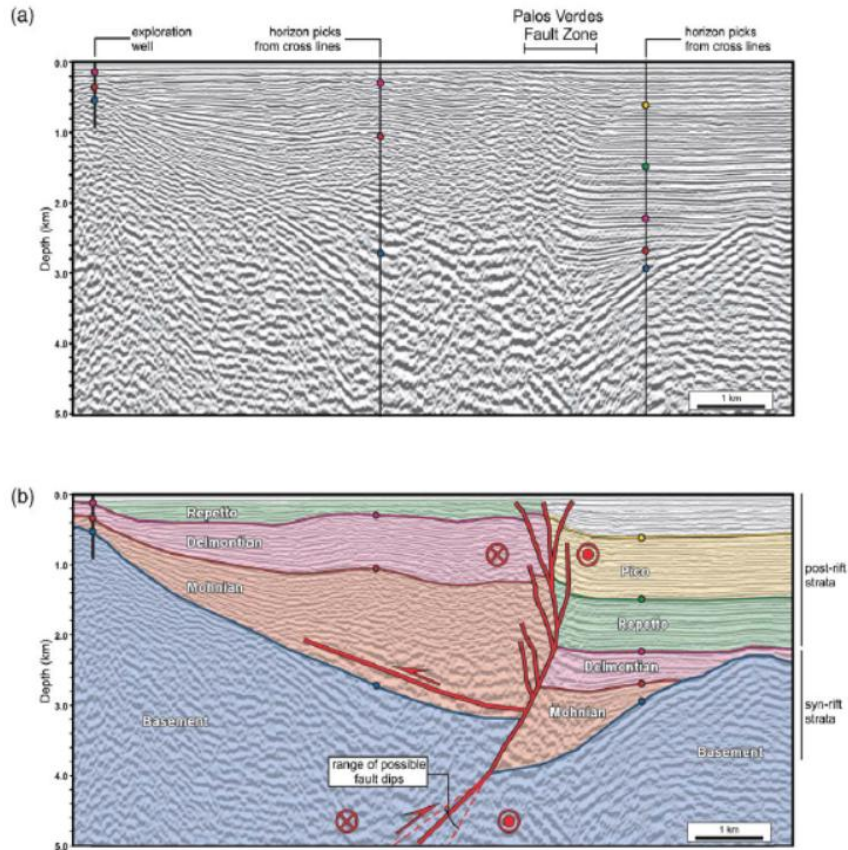 (a)
exploration
well
horizon picks
from cross lines
Palos Verdes
Fault Zone
horizon picks
from cross lines
Depth (km)
0.0
1.0
2.0
3.0
4.0
5.0
1 km
(b)
Depth (km)
0.0
1.0
2.0
3.0
4.0
5.0
Repetto
Delmontian
Mohnian
Basement
range of possible
fault dips
Pico
Repetto
Delmontian
Mohnian
Basement
post-rift
strata
syn-rift
strata
1 km